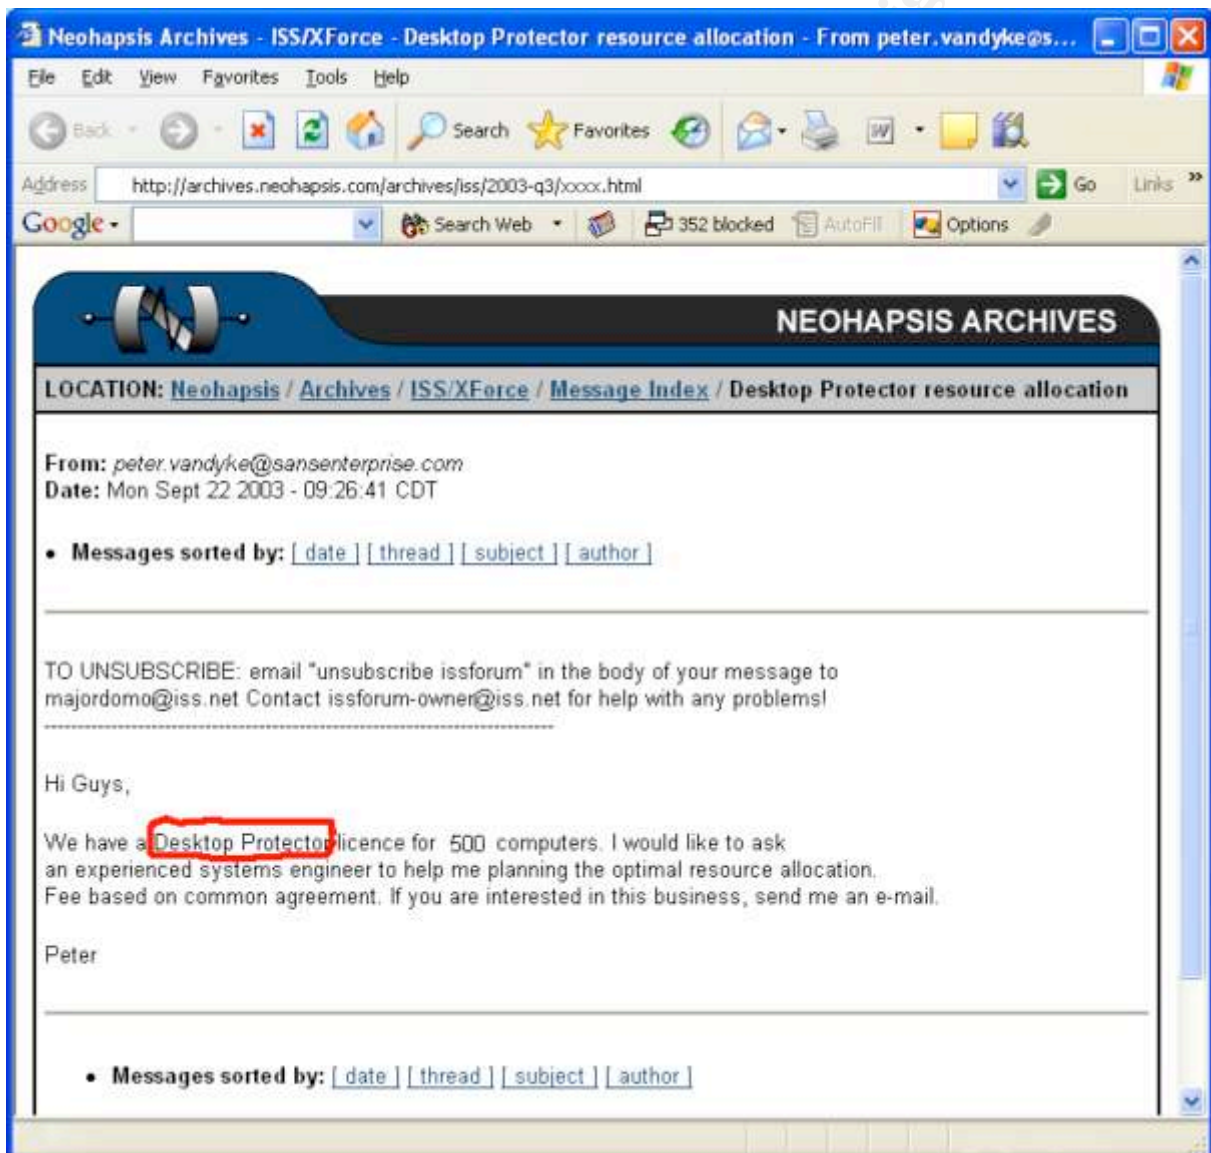 Neohapsis Archives - ISS/XForce - Desktop Protector resource allocation - From peter.vandyke@s...
File Edit View Favorites Tools Help
Back Search Favorites
Address http://archives.neohapsis.com/archives/iss/2003-q3/xxxx.html Go Links »
Google Search Web 352 blocked AutoFill Options
NEOHAPSIS ARCHIVES
LOCATION: Neohapsis / Archives / ISS/XForce / Message Index / Desktop Protector resource allocation
From: peter.vandyke@sansenterprise.com
Date: Mon Sept 22 2003 - 09:26:41 CDT
• Messages sorted by: [ date ] [ thread ] [ subject ] [ author ]
TO UNSUBSCRIBE: email "unsubscribe issforum" in the body of your message to
majordomo@iss.net Contact issforum-owner@iss.net for help with any problems!
------------------------------------------------------------------------------
Hi Guys,
We have a Desktop Protector licence for 500 computers. I would like to ask
an experienced systems engineer to help me planning the optimal resource allocation.
Fee based on common agreement. If you are interested in this business, send me an e-mail.
Peter
• Messages sorted by: [ date ] [ thread ] [ subject ] [ author ]